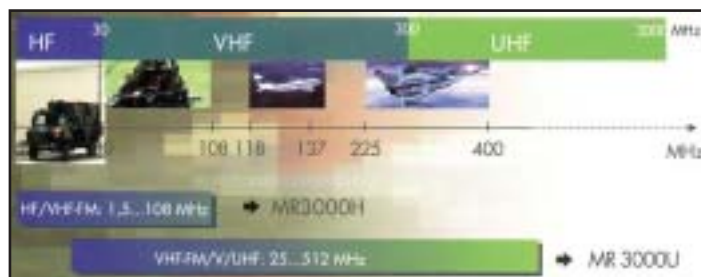 HF 30 VHF 300 UHF 3000 MHz
108 118 137 225 400 MHz
HF/VHF-FM: 1,5...108 MHz → MR3000H
VHF-FM/V/UHF: 25...512 MHz → MR 3000U